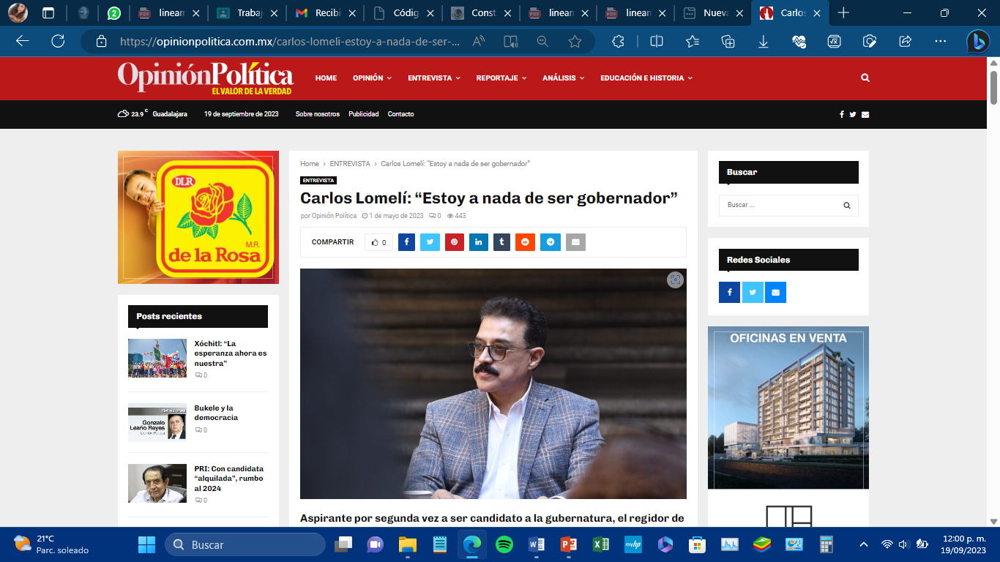 linean
Trabaj
Recibi
Códig
Const
linean
linean
Nueva
Carlos
https://opinionpolitica.com.mx/carlos-lomeli-estoy-a-nada-de-ser-...
OpiniónPolítica
EL VALOR DE LA VERDAD
HOME
OPINIÓN
ENTREVISTA
REPORTAJE
ANÁLISIS
EDUCACIÓN E HISTORIA
23.9 C Guadalajara
19 de septiembre de 2023
Sobre nosotros
Publicidad
Contacto
DLR
M.R.
de la Rosa
Posts recientes
Xóchitl: “La
esperanza ahora es
nuestra”
0
Reflexiones
Gonzalo
Leaño Reyes
Opinión Política
Bukele y la
democracia
0
PRI: Con candidata
“alquilada”, rumbo
al 2024
0
Home > ENTREVISTA > Carlos Lomelí: “Estoy a nada de ser gobernador”
ENTREVISTA
Carlos Lomelí: “Estoy a nada de ser gobernador”
por Opinión Política 1 de mayo de 2023 0 443
COMPARTIR 0
Aspirante por segunda vez a ser candidato a la gubernatura, el regidor de
Buscar
Buscar ...
Redes Sociales
OFICINAS EN VENTA
21°C
Parc. soleado
Buscar
12:00 p. m.
19/09/2023